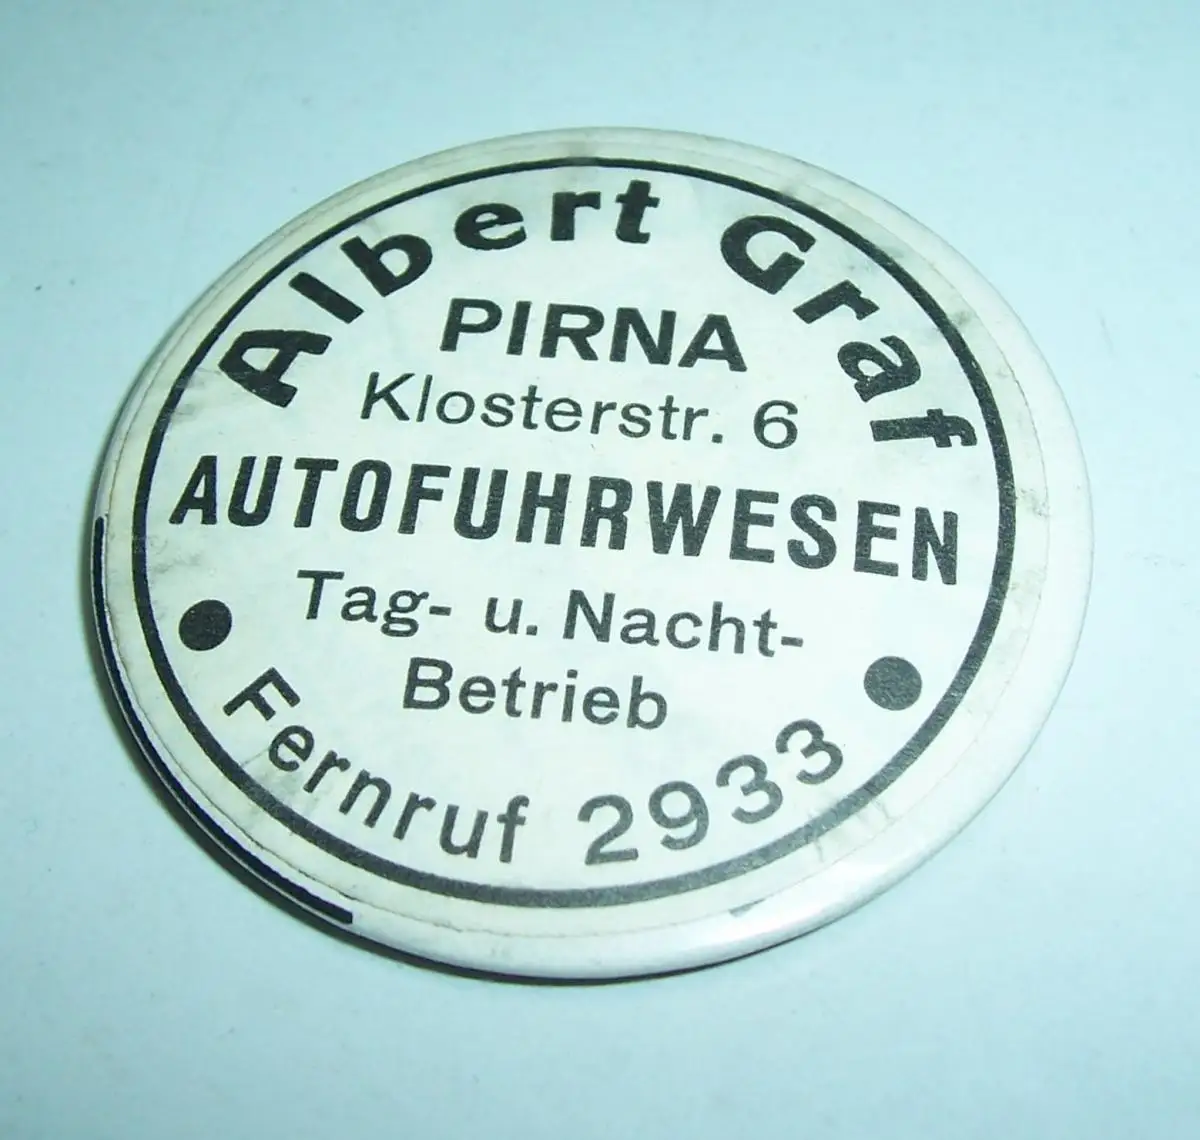 Albert Graf
PIRNA
Klosterstr. 6
AUTOFUHRWESEN
Tag- u. Nacht-
Betrieb
Fernruf 2933